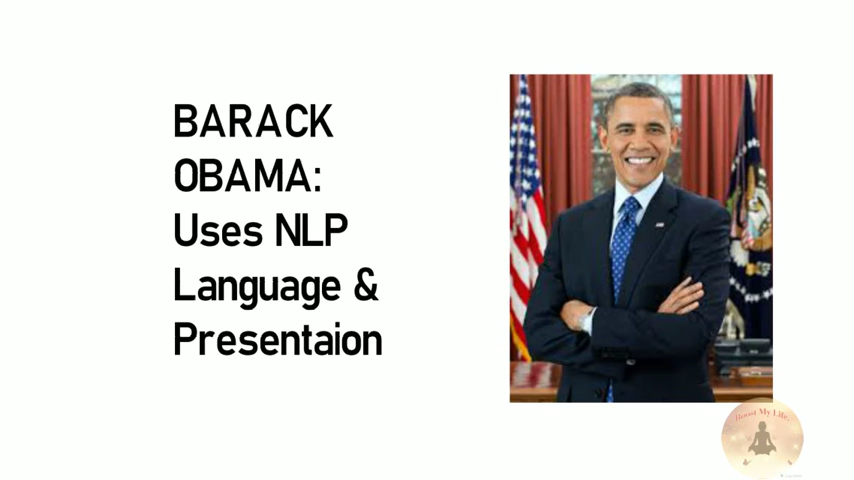 BARACK
OBAMA:
Uses NLP
Language &
Presentaion
Boost My Life.